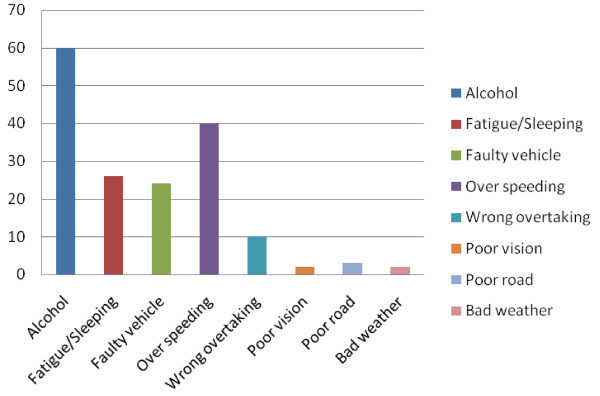 70
60
50
40
30
20
10
0
Alcohol
Fatigue/Sleeping
Faulty vehicle
Over speeding
Wrong overtaking
Poor vision
Poor road
Bad weather
Alcohol
Fatigue/Sleeping
Faulty vehicle
Over speeding
Wrong overtaking
Poor vision
Poor road
Bad weather